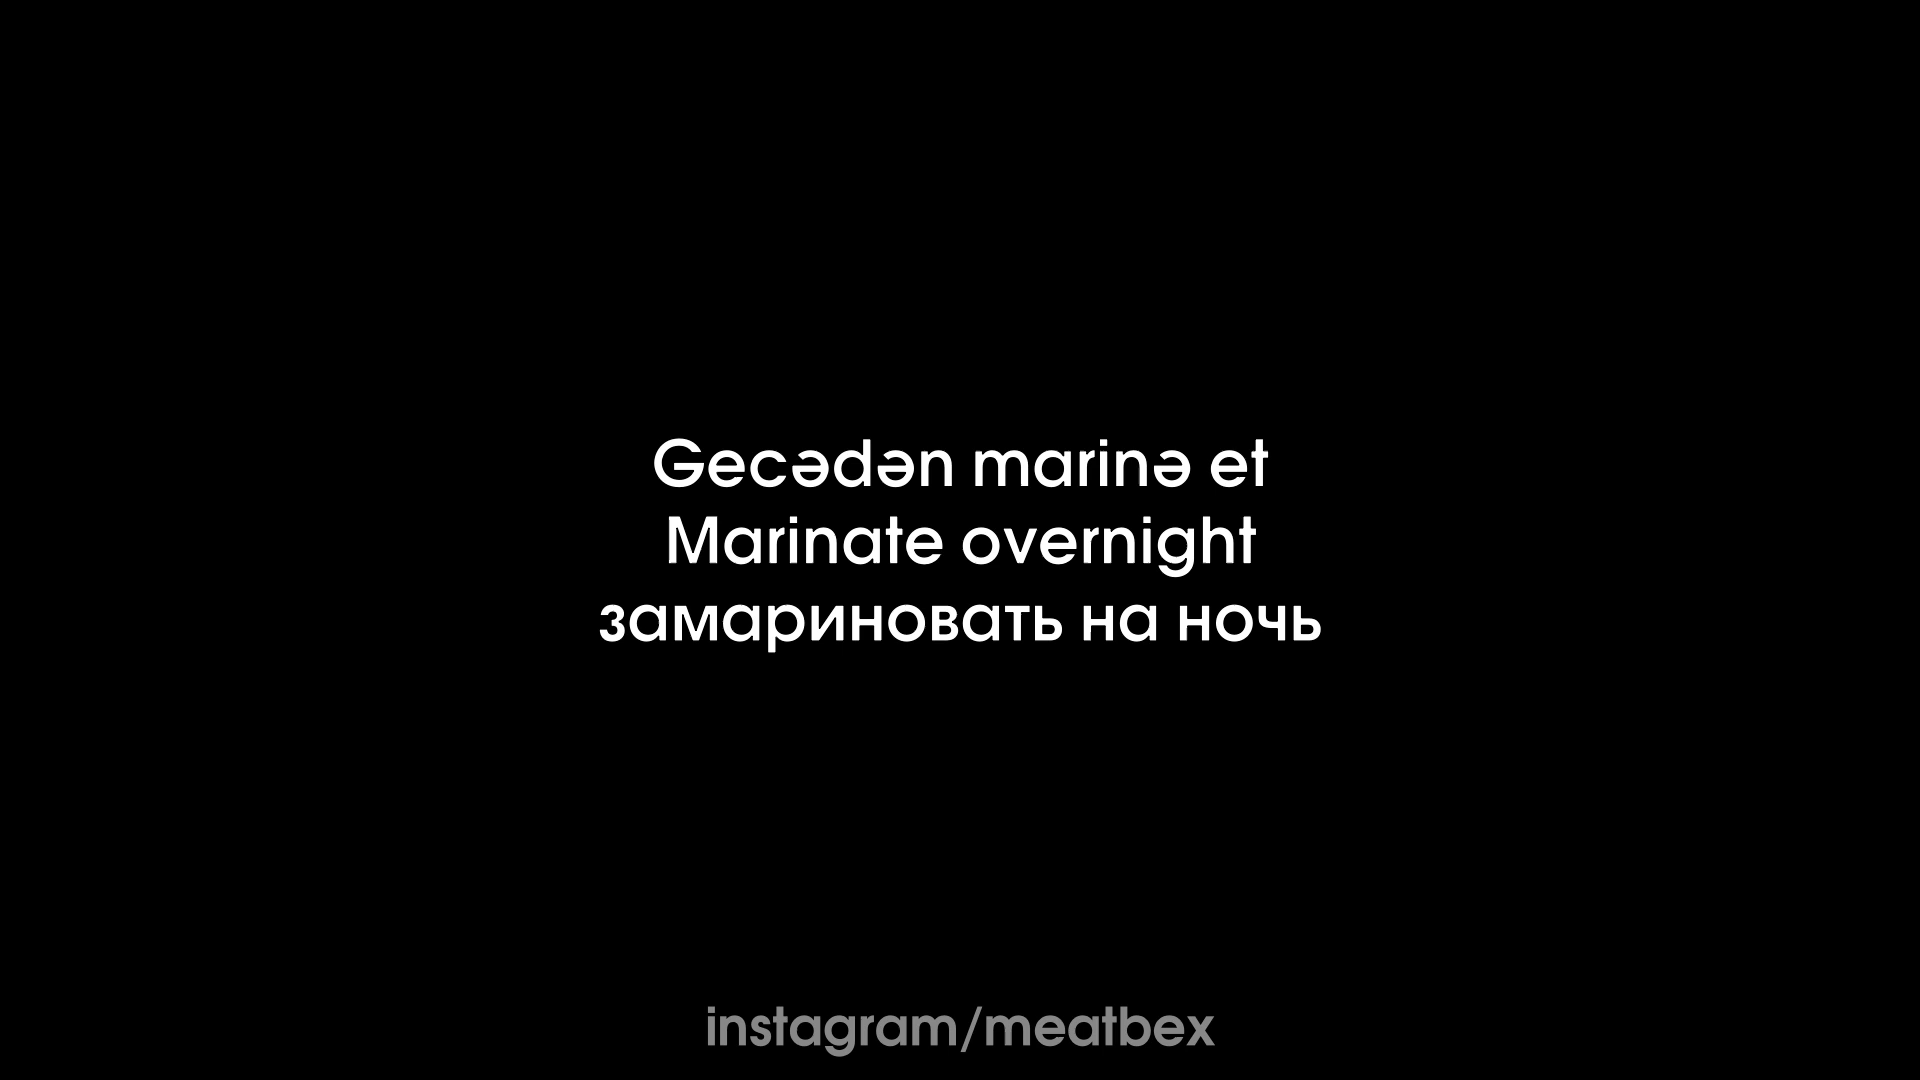 Gecədən marinə et
Marinate overnight
замариновать на ночь
instagram/meatbex